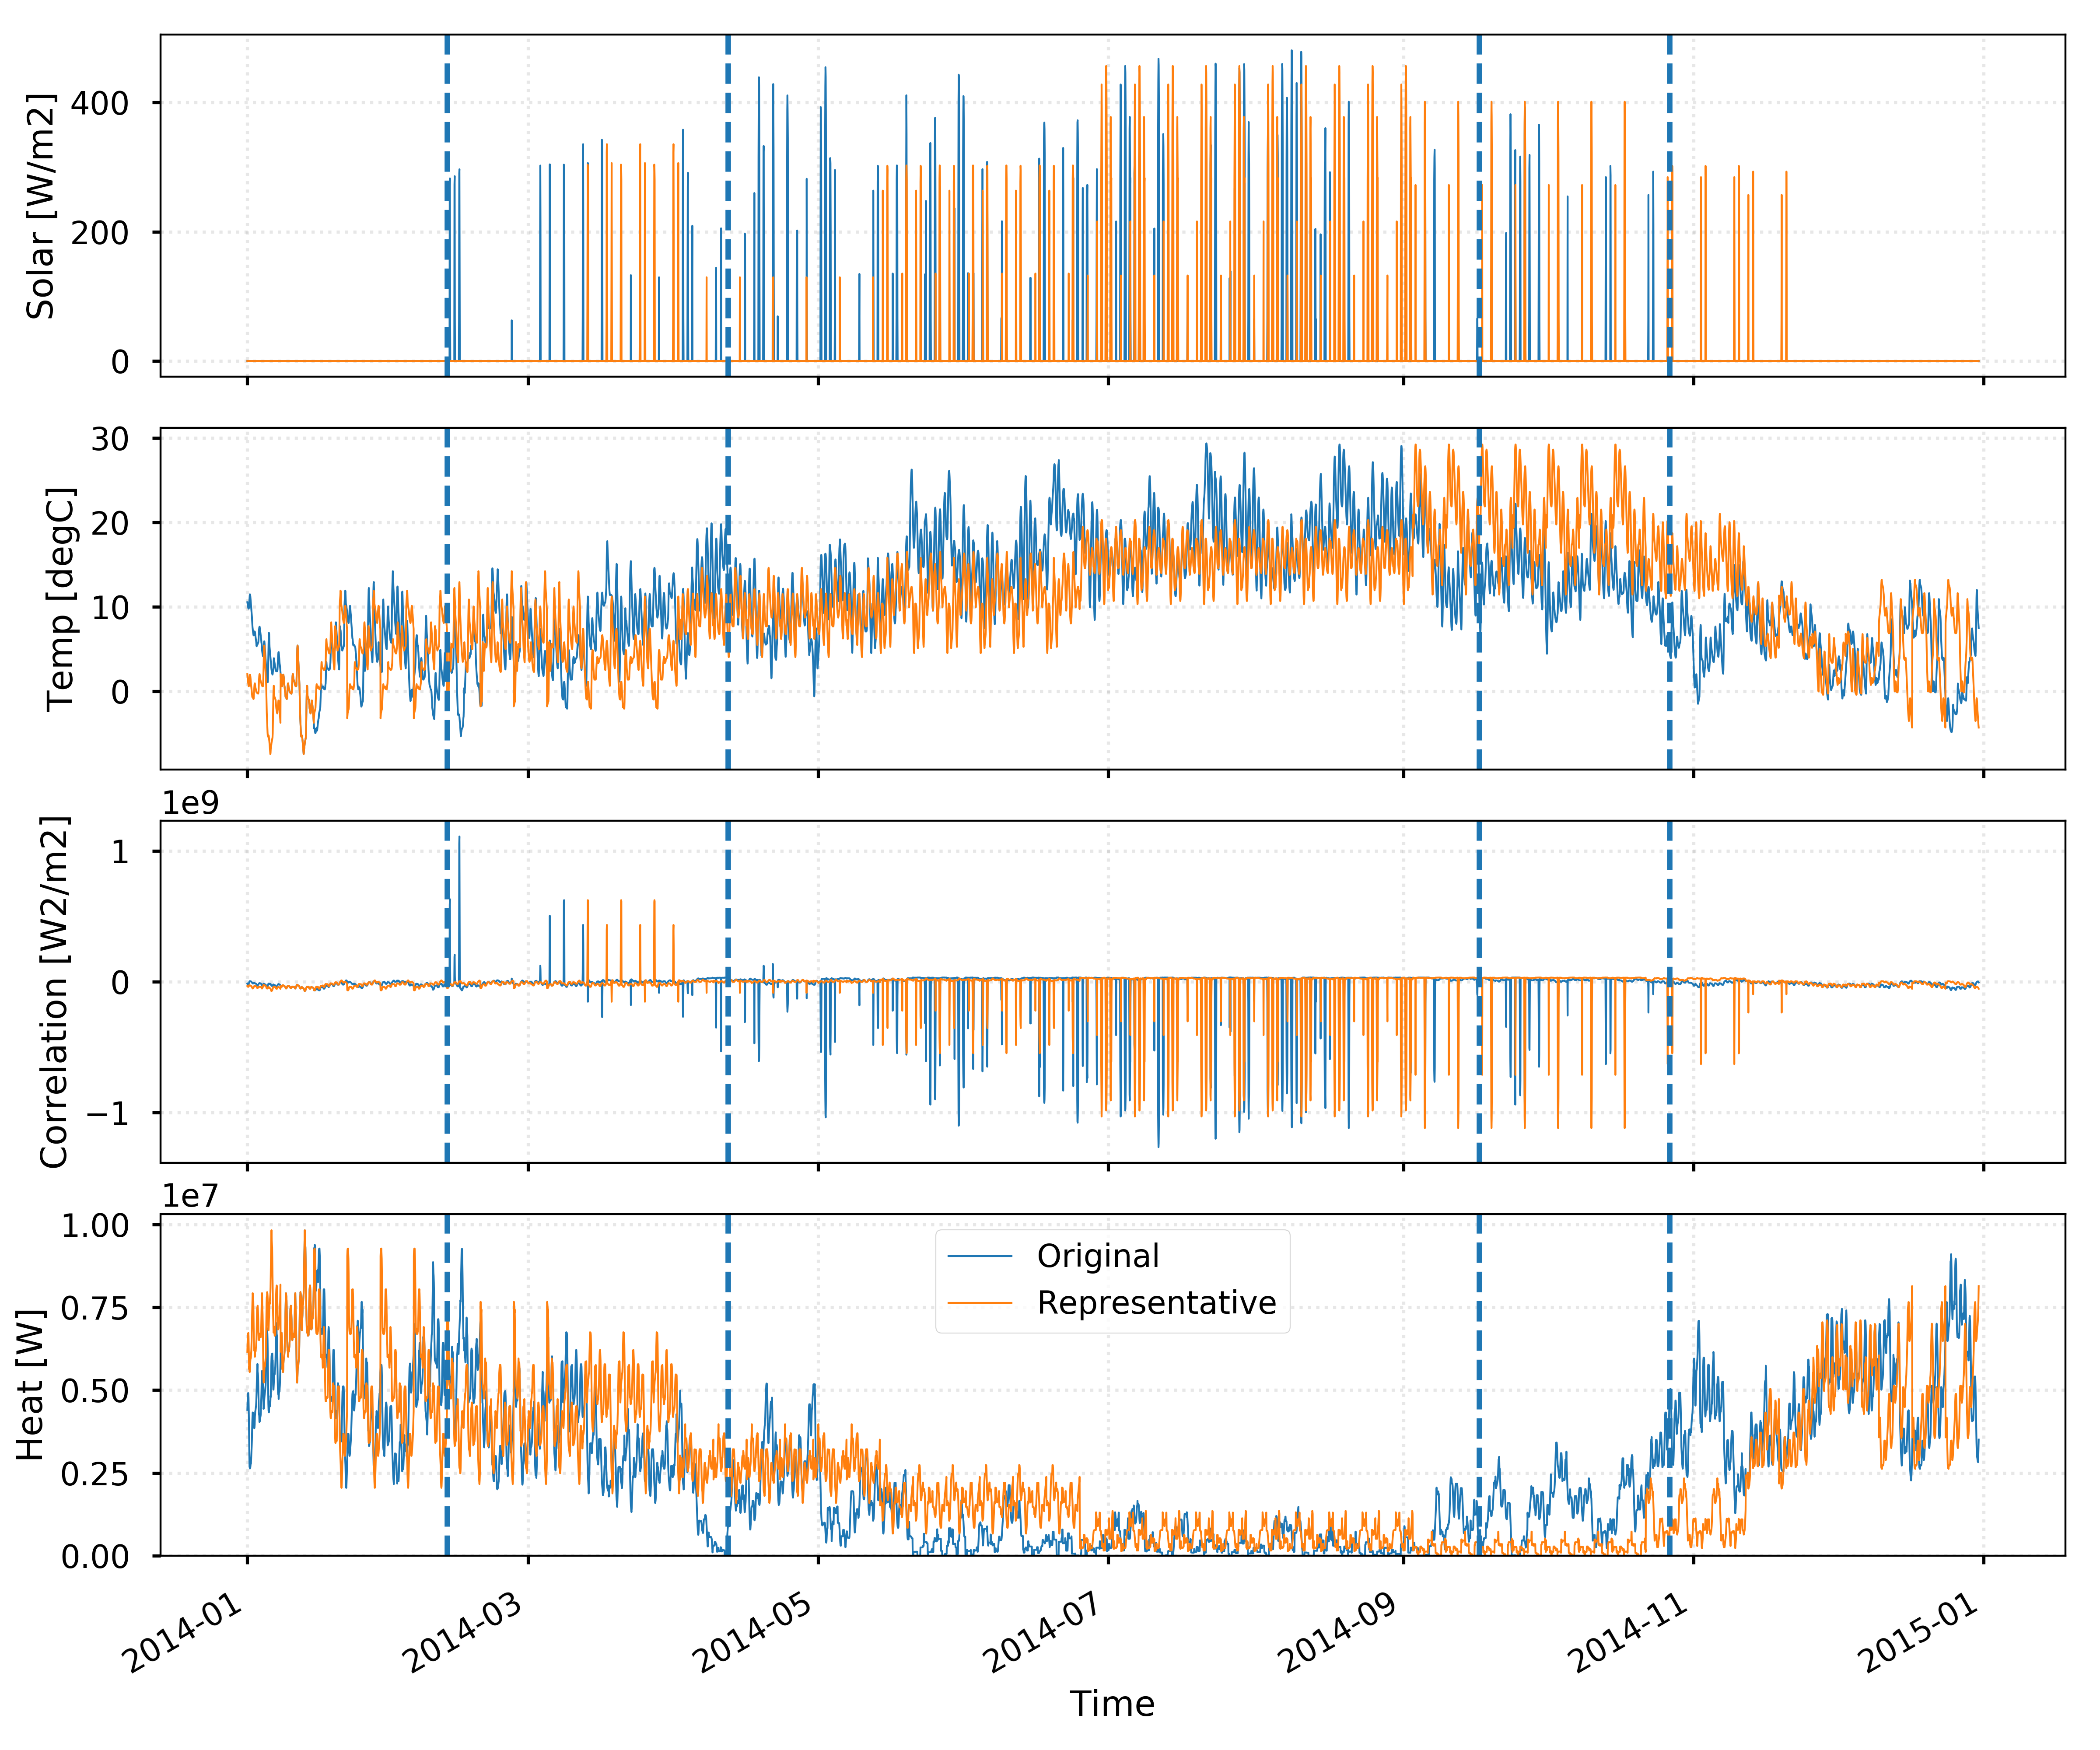 Solar [W/m2]
400
200
0
Temp [degC]
30
20
10
0
1e9
Correlation [W2/m2]
1
0
−1
1e7
Heat [W]
1.00
0.75
0.50
0.25
0.00
Original
Representative
2014-01
2014-03
2014-05
2014-07
2014-09
2014-11
2015-01
Time